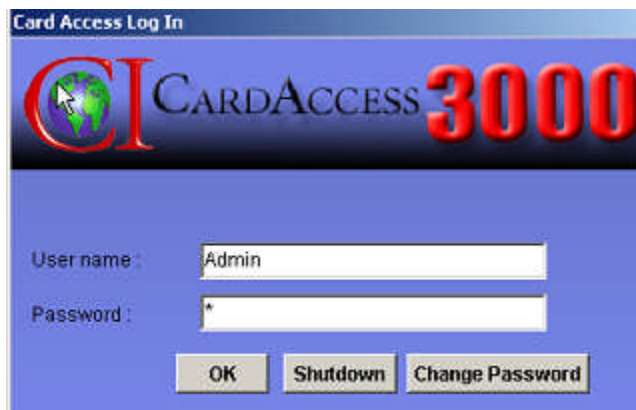 Card Access Log In
CI CARDACCESS 3000
User name :
Admin
Password :
*
OK Shutdown Change Password